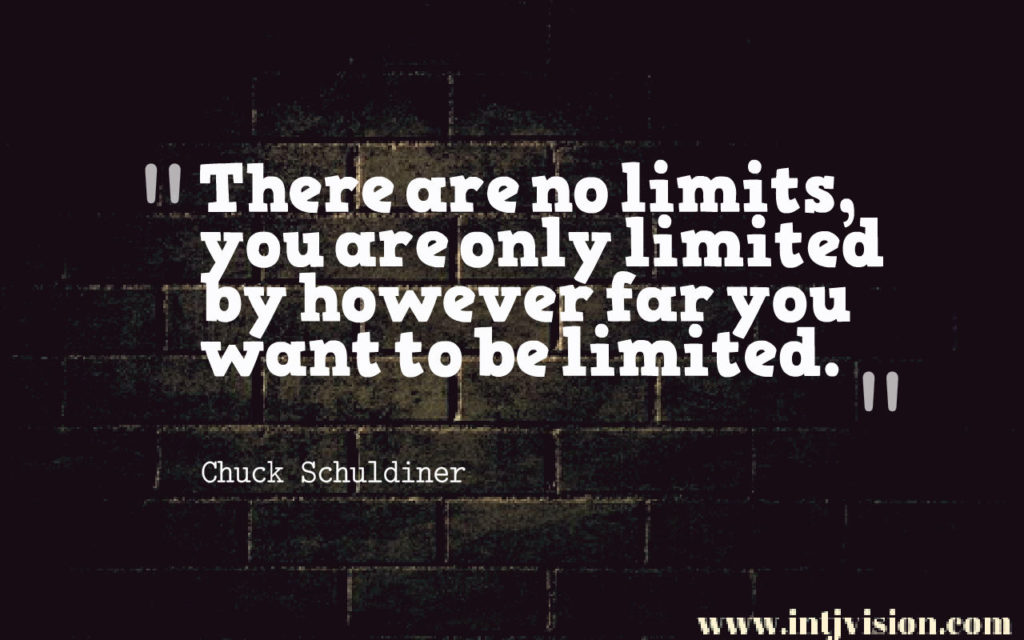 "There are no limits,
you are only limited
by however far you
want to be limited."
Chuck Schuldiner
www.intjvision.com